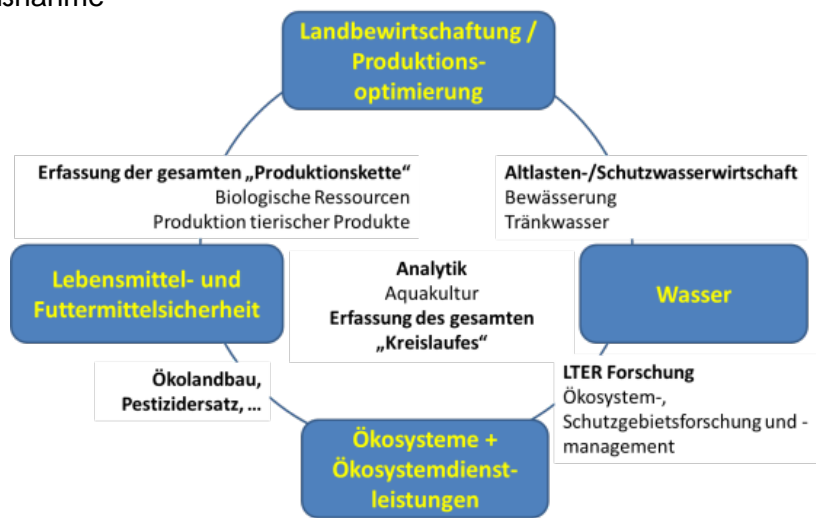 Landbewirtschaftung /
Produktions-
optimierung
Erfassung der gesamten „Produktionskette“
Biologische Ressourcen
Produktion tierischer Produkte
Altlasten-/Schutzwasserwirtschaft
Bewässerung
Tränkwasser
Lebensmittel- und
Futtermittelsicherheit
Analytik
Aquakultur
Erfassung des gesamten
„Kreislaufes“
Wasser
Ökolandbau,
Pestizidersatz, …
LTER Forschung
Ökosystem-,
Schutzgebietsforschung und -
management
Ökosysteme +
Ökosystemdienst-
leistungen